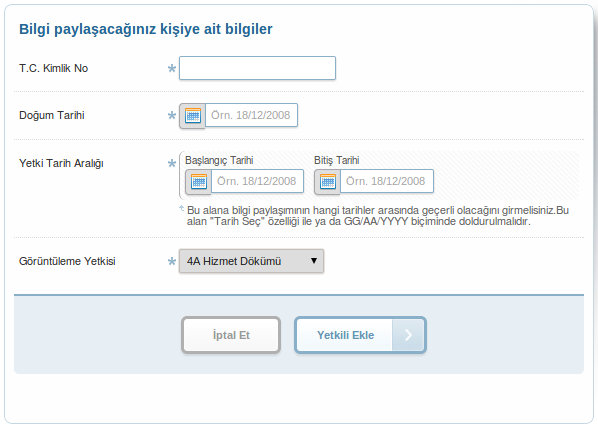 Bilgi paylaşacağınız kişiye ait bilgiler
T.C. Kimlik No *
Doğum Tarihi * Örn. 18/12/2008
Başlangıç Tarihi Bitiş Tarihi
Yetki Tarih Aralığı * Örn. 18/12/2008 Örn. 18/12/2008
* Bu alana bilgi paylaşımının hangi tarihler arasında geçerli olacağını girmelisiniz.Bu
alan "Tarih Seç" özelliği ile ya da GG/AA/YYYY biçiminde doldurulmalıdır.
Görüntüleme Yetkisi * 4A Hizmet Dökümü
İptal Et Yetkili Ekle